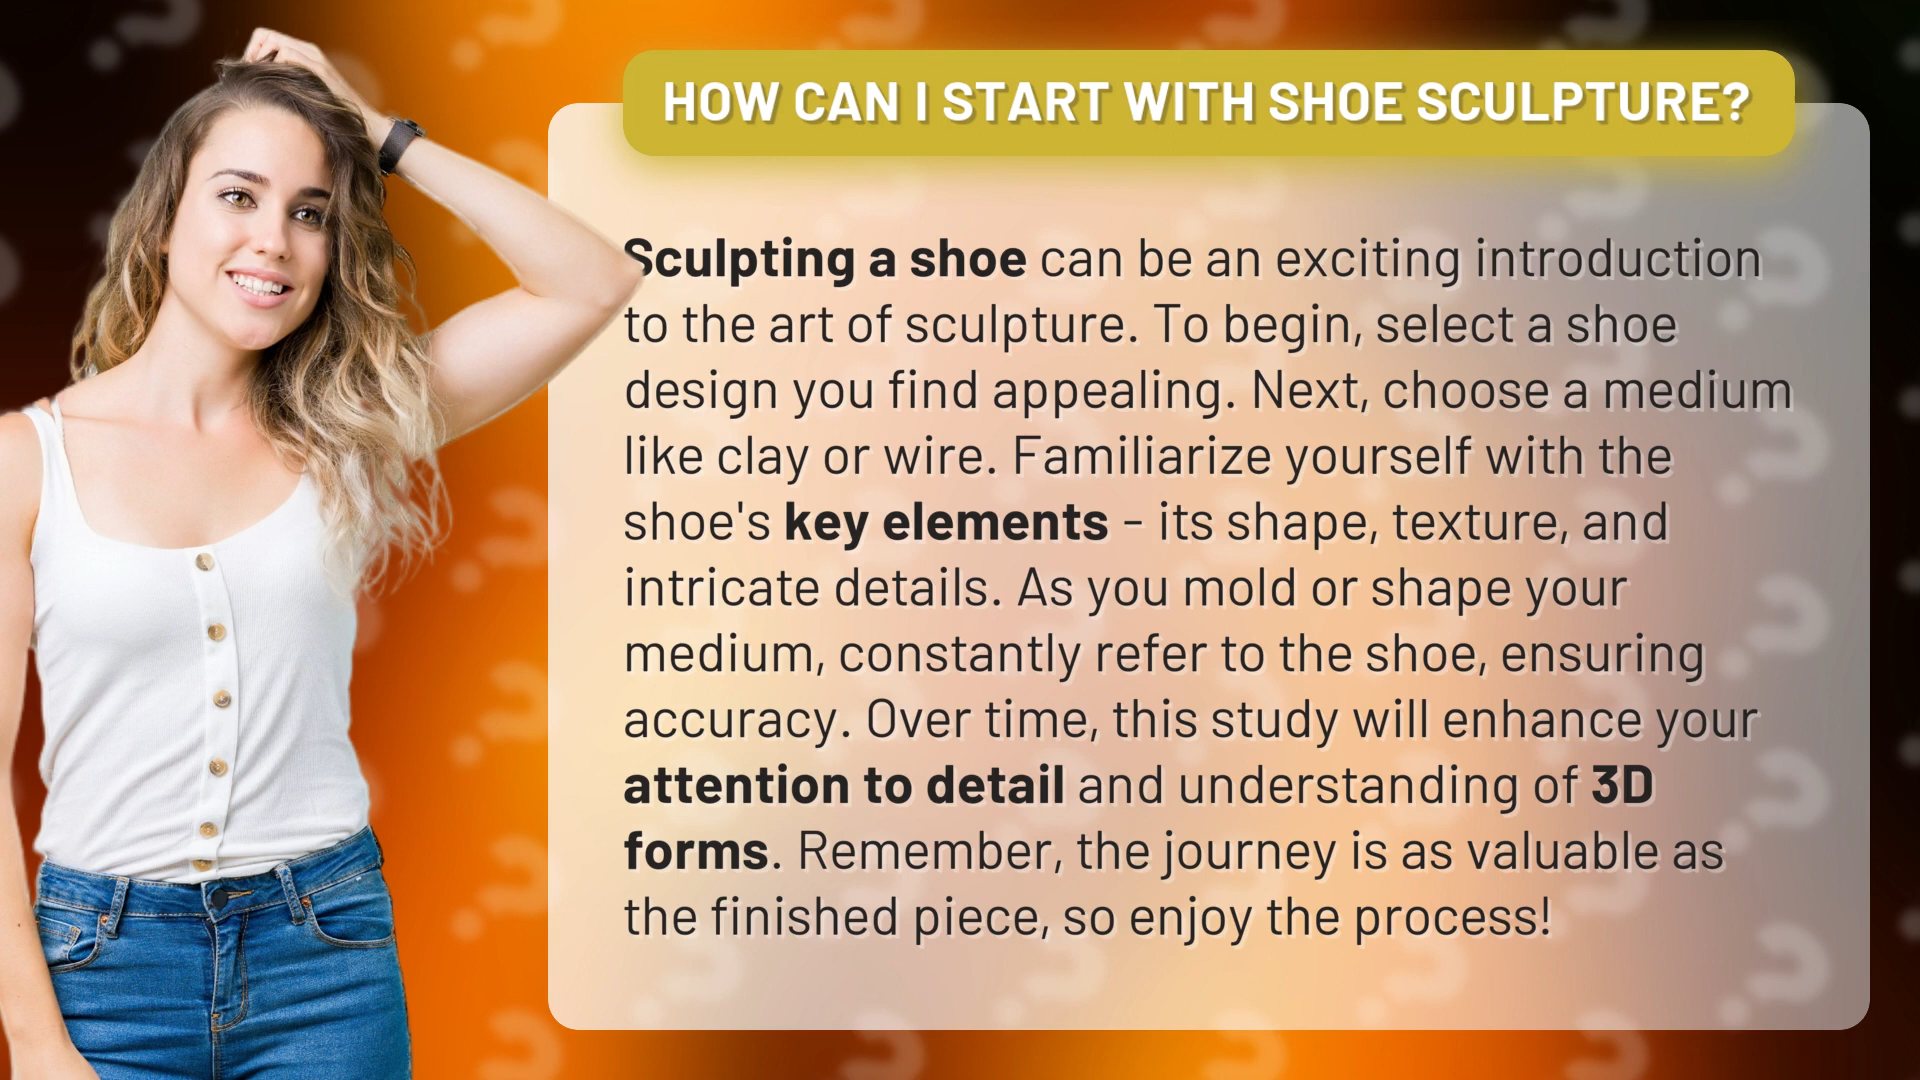 HOW CAN I START WITH SHOE SCULPTURE?
Sculpting a shoe can be an exciting introduction
to the art of sculpture. To begin, select a shoe
design you find appealing. Next, choose a medium
like clay or wire. Familiarize yourself with the
shoe's key elements - its shape, texture, and
intricate details. As you mold or shape your
medium, constantly refer to the shoe, ensuring
accuracy. Over time, this study will enhance your
attention to detail and understanding of 3D
forms. Remember, the journey is as valuable as
the finished piece, so enjoy the process!